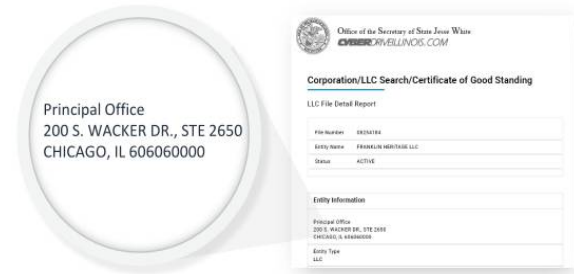 Principal Office
200 S. WACKER DR., STE 2650
CHICAGO, IL 606060000
Office of the Secretary of State Jesse White
CYBERDRIVEILLINOIS.COM
Corporation/LLC Search/Certificate of Good Standing
LLC File Detail Report
File Number 08254184
Entity Name FRANKLIN HERITAGE LLC
Status ACTIVE
Entity Information
Principal Office
200 S. WACKER DR., STE 2650
CHICAGO, IL 606060000
Entity Type
LLC